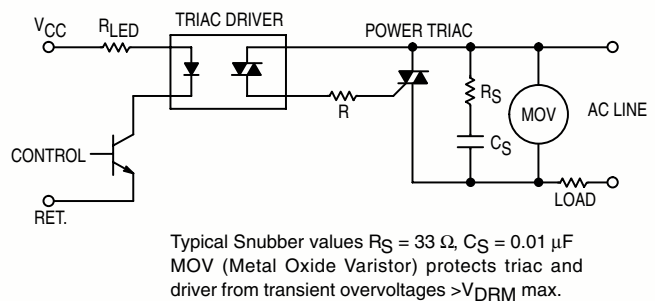 TRIAC DRIVER
POWER TRIAC
VCC
RLED
R
RS
CS
MOV
AC LINE
CONTROL
RET.
LOAD
Typical Snubber values RS = 33 Ω, CS = 0.01 µF
MOV (Metal Oxide Varistor) protects triac and
driver from transient overvoltages >VDRM max.